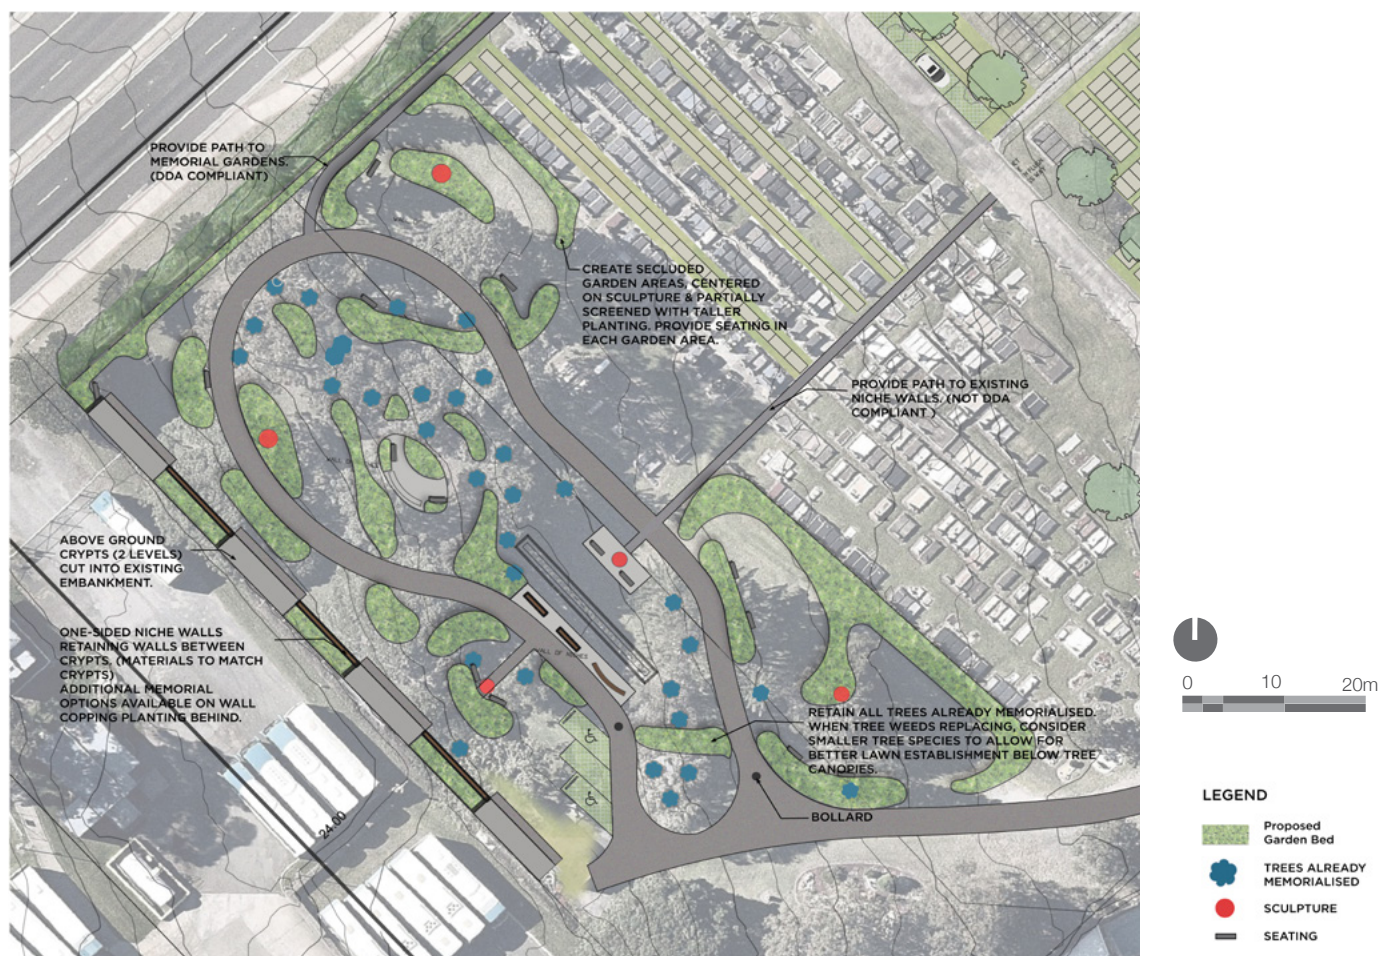 PROVIDE PATH TO
MEMORIAL GARDENS.
(DDA COMPLIANT)
CREATE SECLUDED
GARDEN AREAS, CENTERED
ON SCULPTURE & PARTIALLY
SCREENED WITH TALLER
PLANTING. PROVIDE SEATING IN
EACH GARDEN AREA.
PROVIDE PATH TO EXISTING
NICHE WALLS. (NOT DDA
COMPLIANT )
ABOVE GROUND
CRYPTS (2 LEVELS)
CUT INTO EXISTING
EMBANKMENT.
ONE-SIDED NICHE WALLS
RETAINING WALLS BETWEEN
CRYPTS. (MATERIALS TO MATCH
CRYPTS)
ADDITIONAL MEMORIAL
OPTIONS AVAILABLE ON WALL
COPPING PLANTING BEHIND.
WALL OF
RETAIN ALL TREES ALREADY MEMORIALISED.
WHEN TREE WEEDS REPLACING, CONSIDER
SMALLER TREE SPECIES TO ALLOW FOR
BETTER LAWN ESTABLISHMENT BELOW TREE
CANOPIES.
BOLLARD
24.00
0 10 20m
LEGEND
Proposed
Garden Bed
TREES ALREADY
MEMORIALISED
SCULPTURE
SEATING